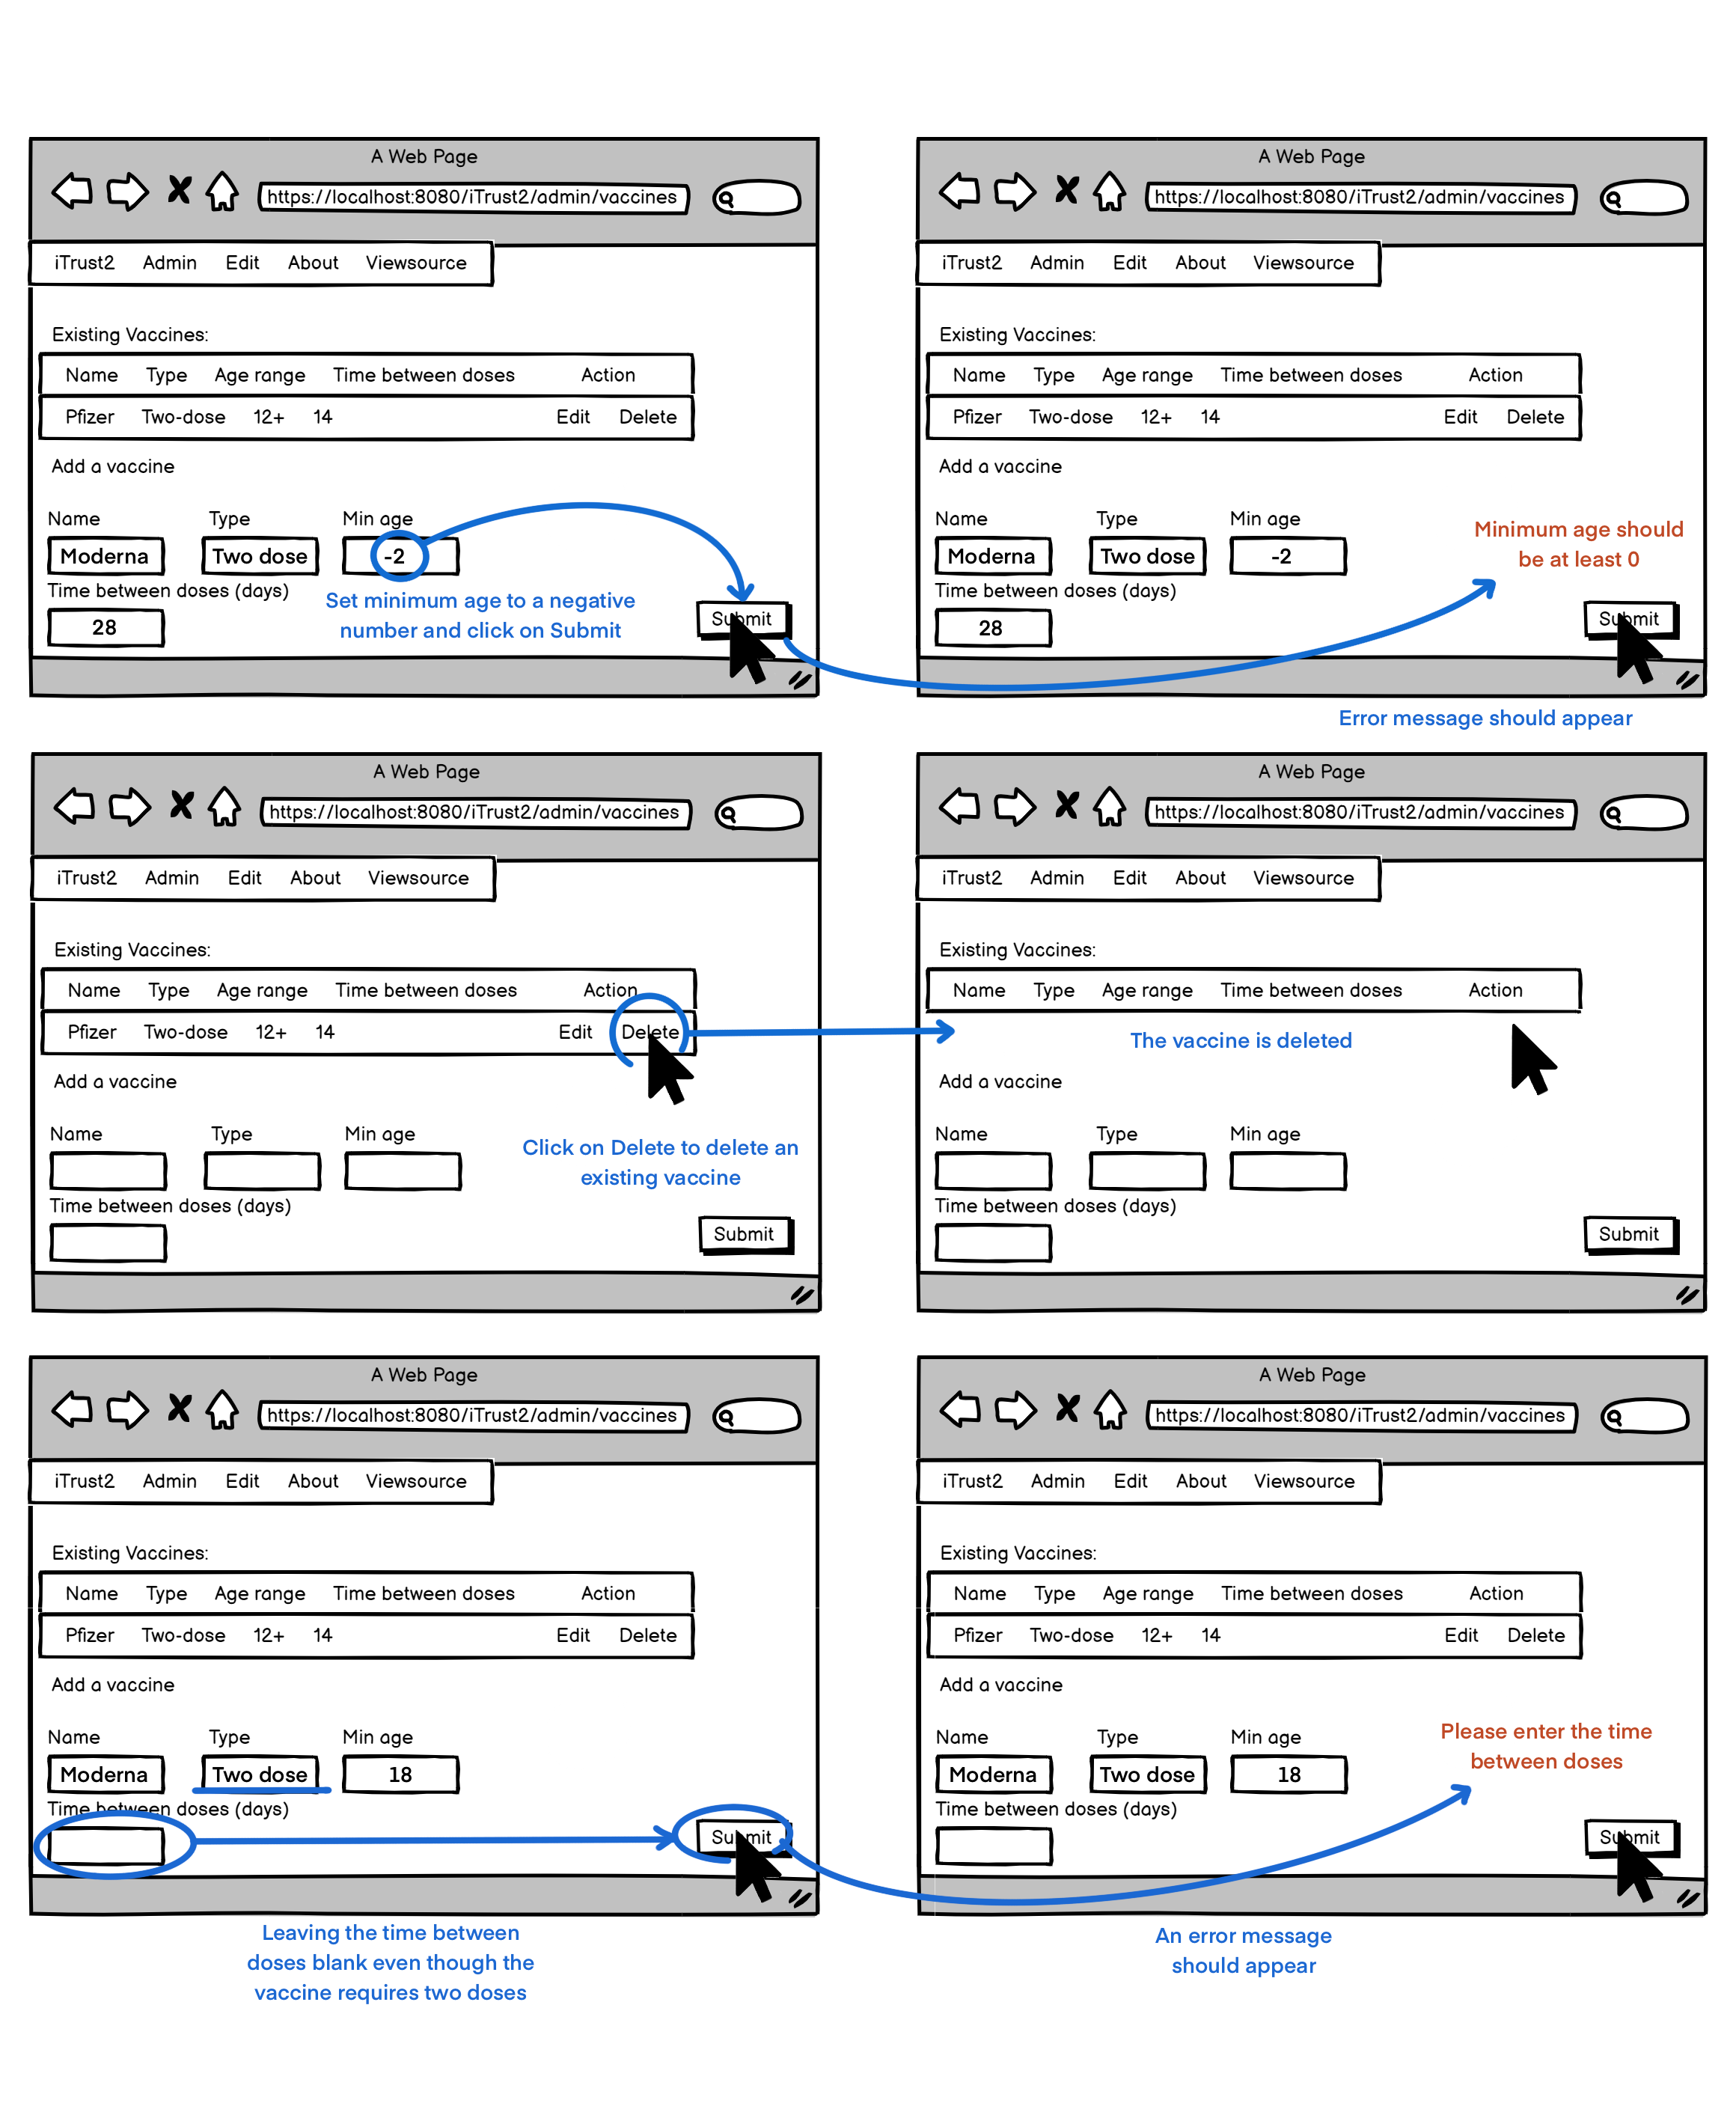 A Web Page
https://localhost:8080/iTrust2/admin/vaccines
iTrust2 Admin Edit About Viewsource
Existing Vaccines:
Name Type Age range Time between doses Action
Pfizer Two-dose 12+ 14 Edit Delete
Add a vaccine
Name Type Min age
Moderna Two dose -2
Time between doses (days)
28
Set minimum age to a negative
number and click on Submit
Submit
A Web Page
https://localhost:8080/iTrust2/admin/vaccines
iTrust2 Admin Edit About Viewsource
Existing Vaccines:
Name Type Age range Time between doses Action
Pfizer Two-dose 12+ 14 Edit Delete
Add a vaccine
Name Type Min age
Moderna Two dose -2
Minimum age should
be at least 0
Time between doses (days)
28
Submit
Error message should appear
A Web Page
https://localhost:8080/iTrust2/admin/vaccines
iTrust2 Admin Edit About Viewsource
Existing Vaccines:
Name Type Age range Time between doses Action
Pfizer Two-dose 12+ 14 Edit Delete
Add a vaccine
Name Type Min age
Click on Delete to delete an
existing vaccine
Time between doses (days)
Submit
A Web Page
https://localhost:8080/iTrust2/admin/vaccines
iTrust2 Admin Edit About Viewsource
Existing Vaccines:
Name Type Age range Time between doses Action
The vaccine is deleted
Add a vaccine
Name Type Min age
Time between doses (days)
Submit
A Web Page
https://localhost:8080/iTrust2/admin/vaccines
iTrust2 Admin Edit About Viewsource
Existing Vaccines:
Name Type Age range Time between doses Action
Pfizer Two-dose 12+ 14 Edit Delete
Add a vaccine
Name Type Min age
Moderna Two dose 18
Time between doses (days)
Submit
Leaving the time between
doses blank even though the
vaccine requires two doses
A Web Page
https://localhost:8080/iTrust2/admin/vaccines
iTrust2 Admin Edit About Viewsource
Existing Vaccines:
Name Type Age range Time between doses Action
Pfizer Two-dose 12+ 14 Edit Delete
Add a vaccine
Name Type Min age
Moderna Two dose 18
Please enter the time
between doses
Time between doses (days)
Submit
An error message
should appear